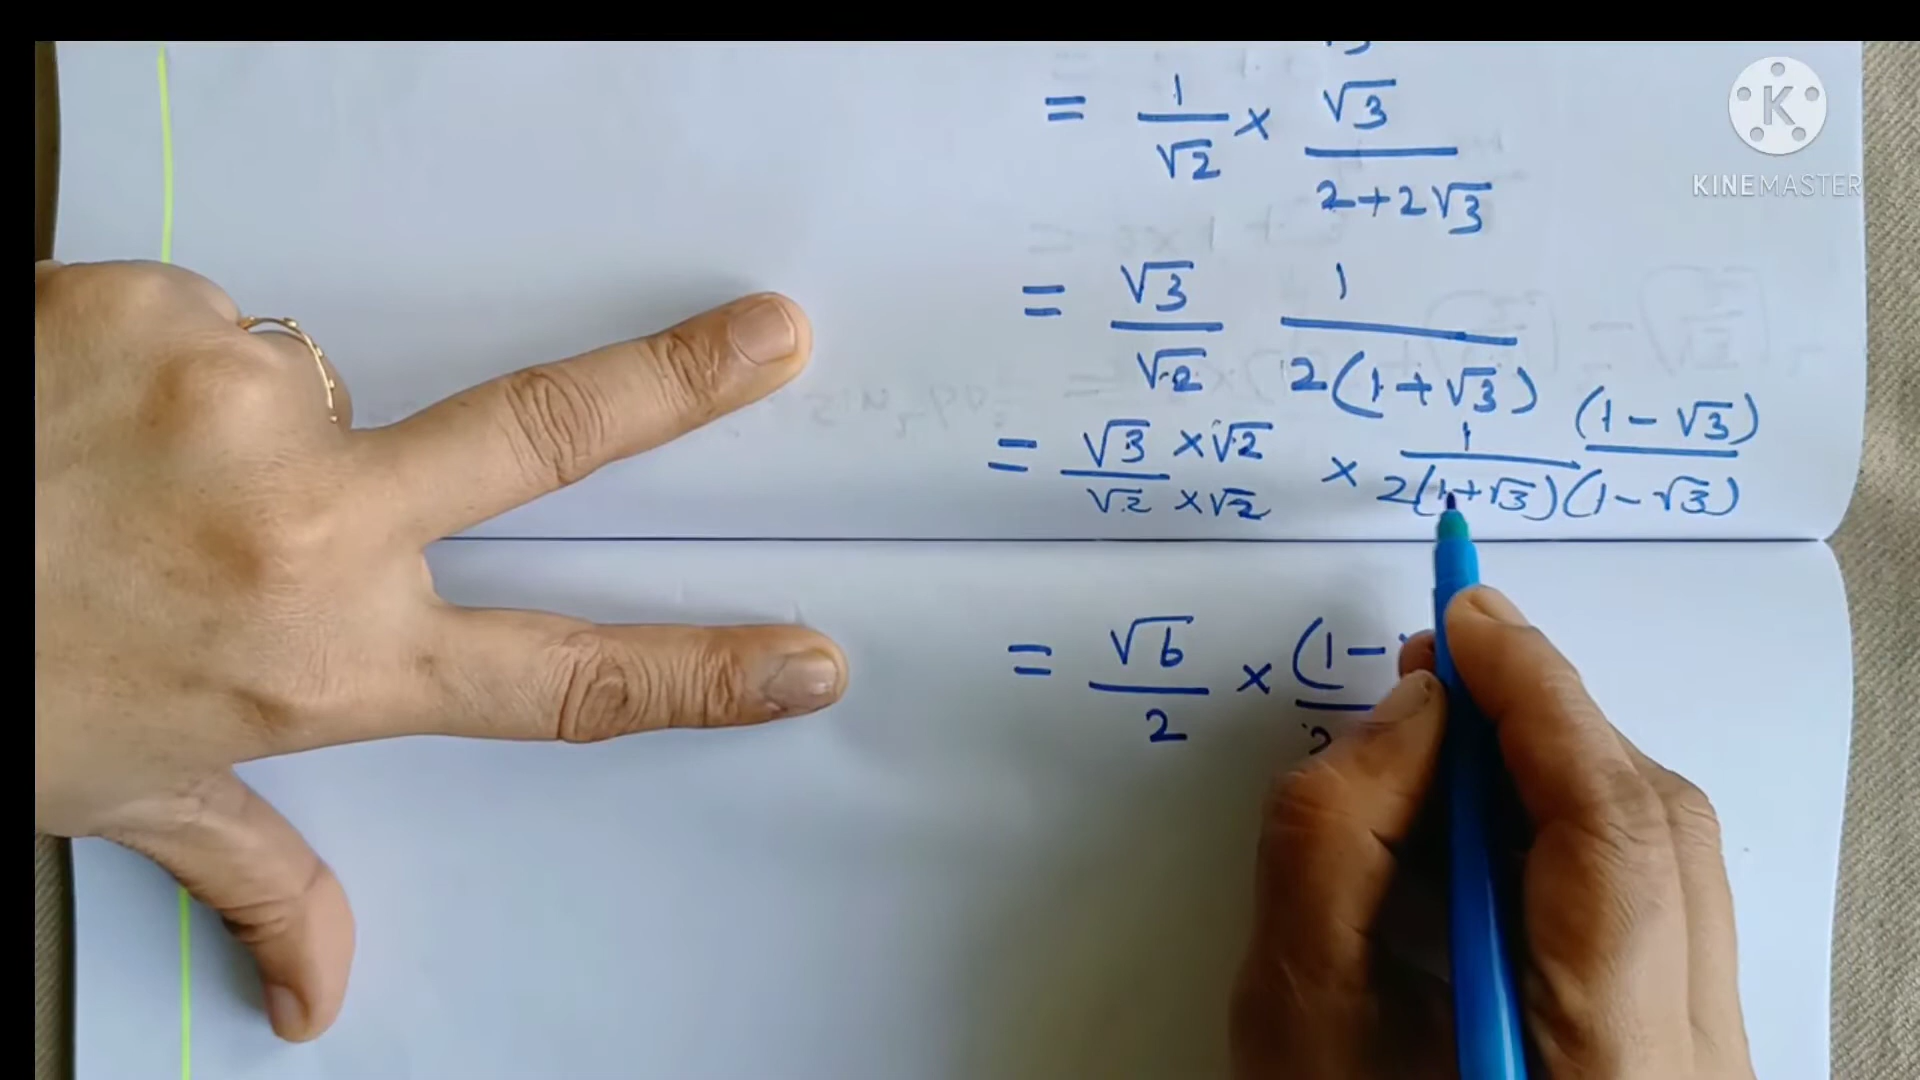 = 1/√2 × √3/(2+2√3)
KINEMASTER
= √3/√2 1/2(1+√3)
= √3 ×√2/√2 ×√2 × 1 (1-√3)/2(1+√3)(1-√3)
= √6/2 × (1-